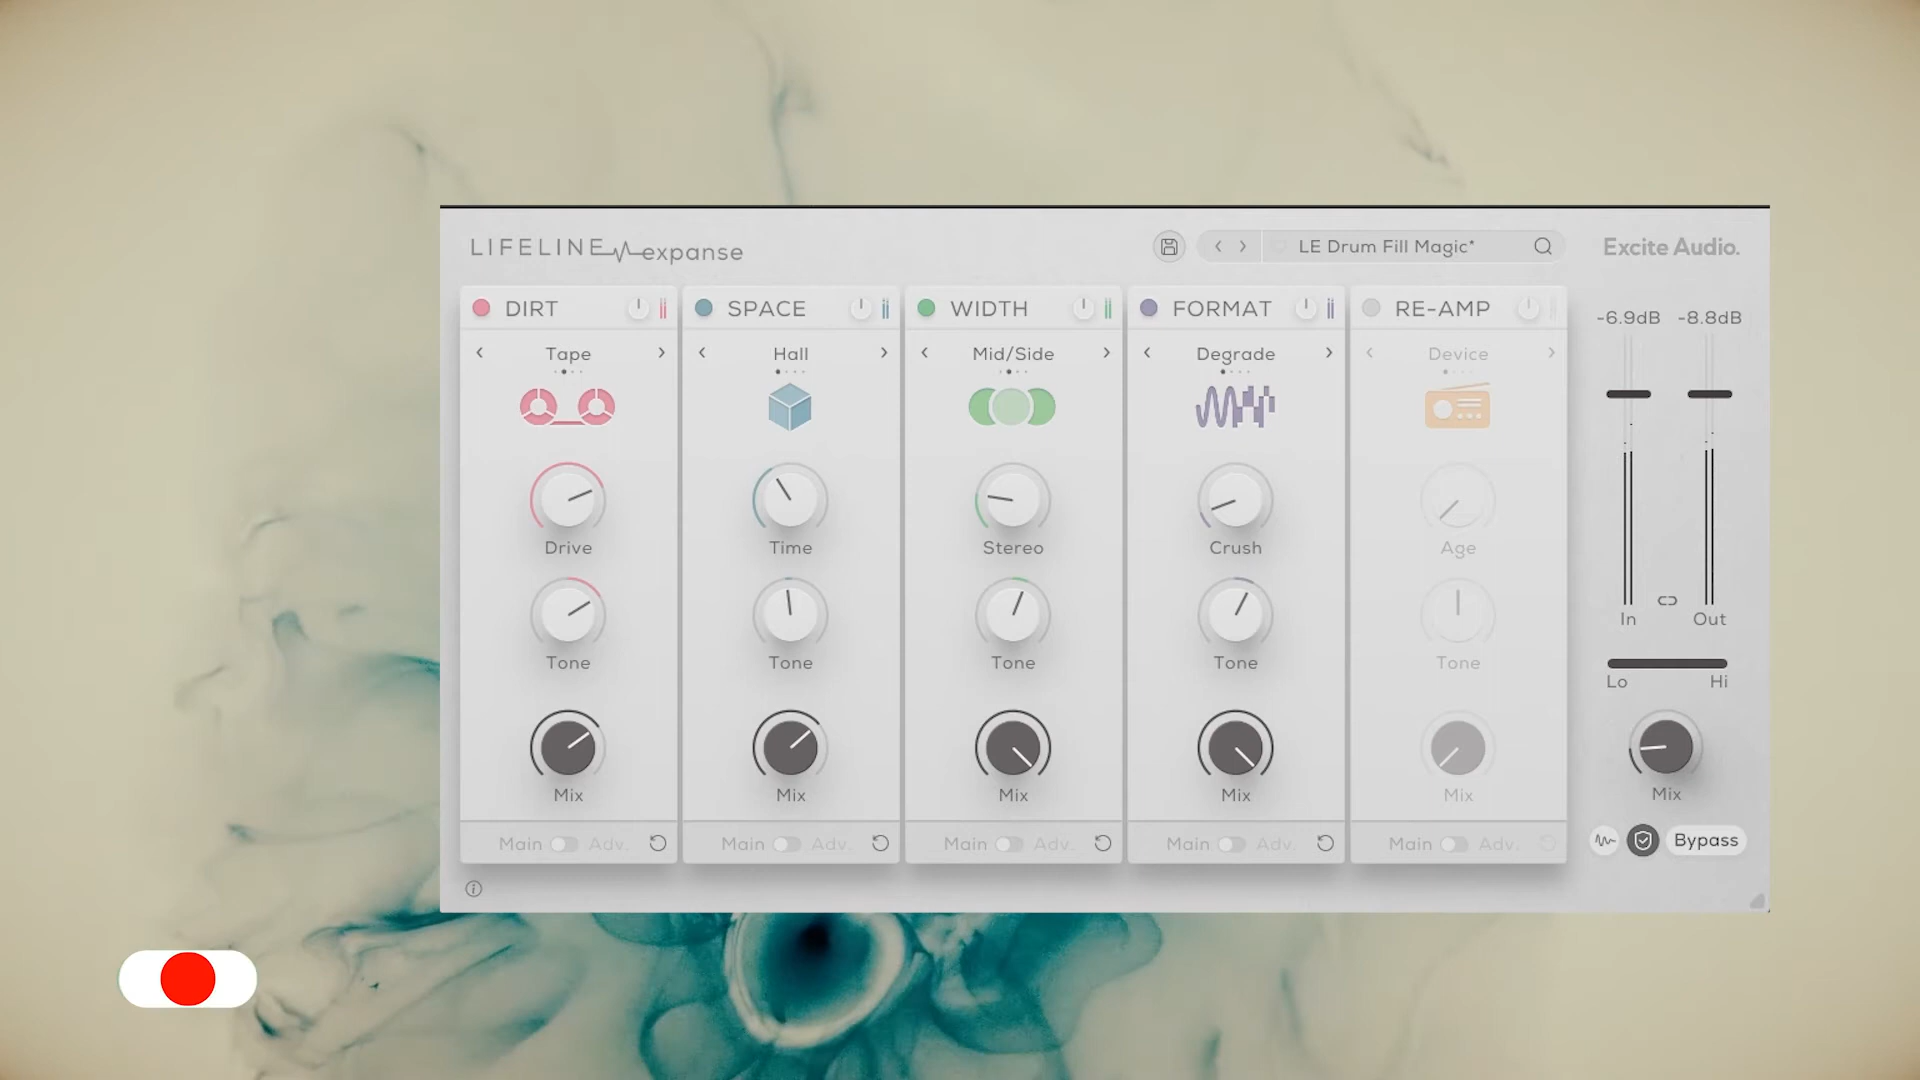 LIFELINE expanse
LE Drum Fill Magic*
Excite Audio.
DIRT
SPACE
WIDTH
FORMAT
RE-AMP
-6.9dB -8.8dB
Tape
Hall
Mid/Side
Degrade
Device
Drive
Time
Stereo
Crush
Age
In
Out
Tone
Tone
Tone
Tone
Tone
Lo
Hi
Mix
Mix
Mix
Mix
Mix
Mix
Main Adv.
Main Adv.
Main Adv.
Main Adv.
Main Adv.
Bypass